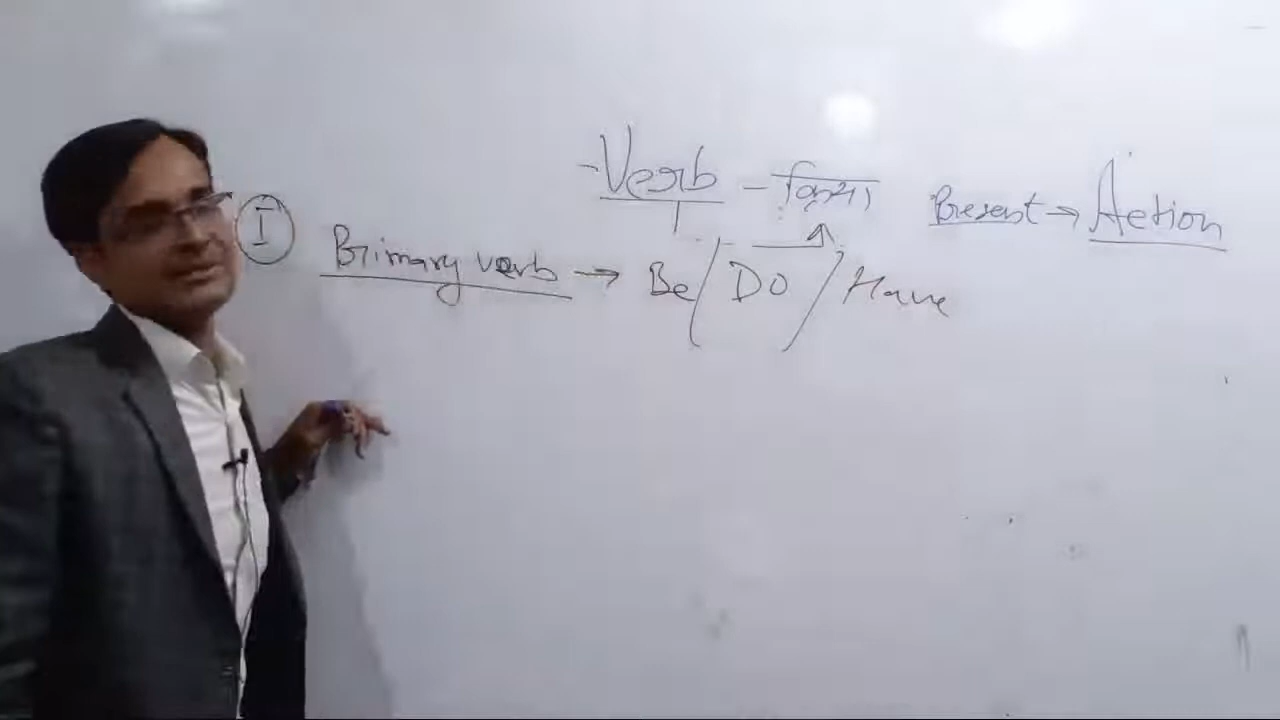 Verb - क्रिया Present → Action
I Primary verb → Be / DO / Have